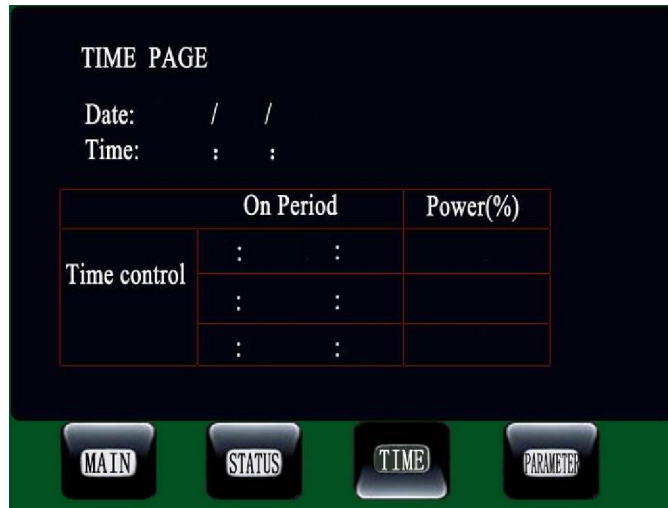 TIME PAGE
Date: / /
Time: : :
On Period Power(%)
: :
Time control
: :
: :
MAIN STATUS TIME PARAMETER